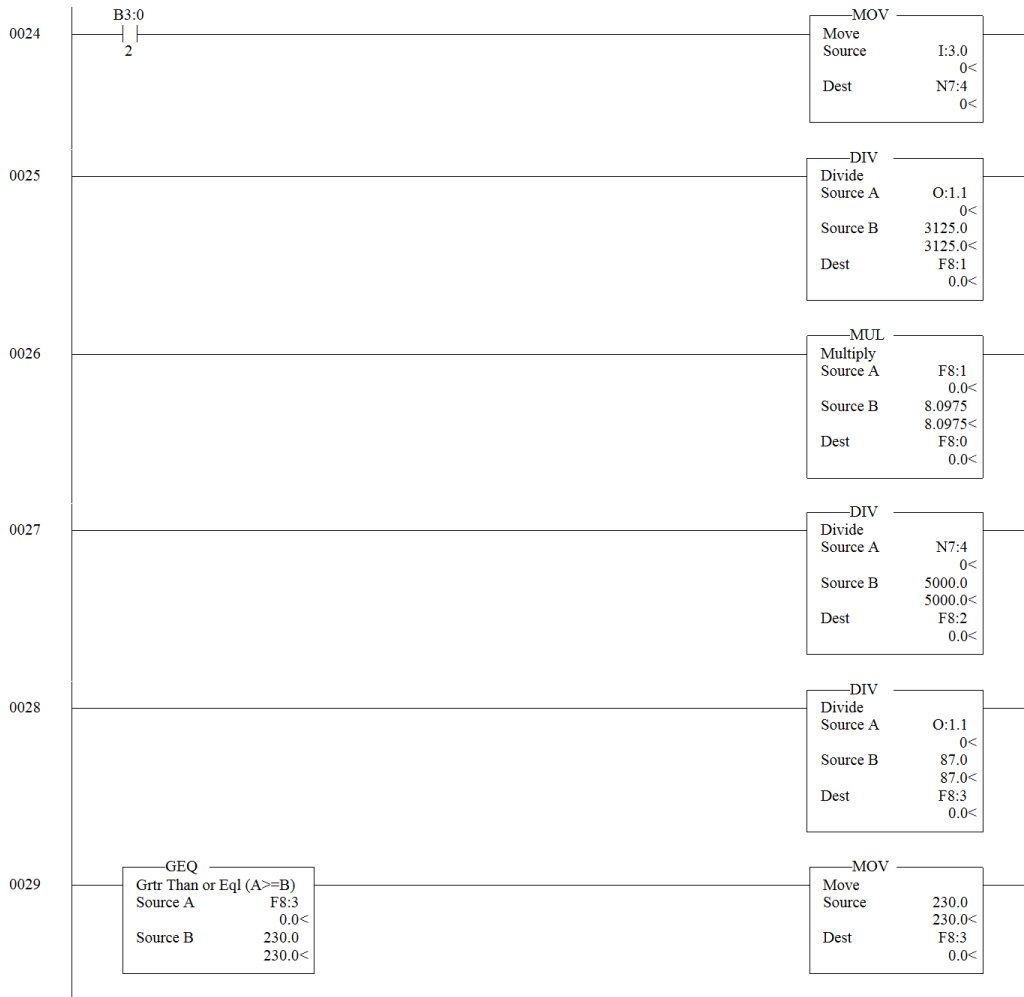 B3:0
0024
2
MOV
Move
Source I:3.0
0<
Dest N7:4
0<
0025
DIV
Divide
Source A O:1.1
0<
Source B 3125.0
3125.0<
Dest F8:1
0.0<
0026
MUL
Multiply
Source A F8:1
0.0<
Source B 8.0975
8.0975<
Dest F8:0
0.0<
0027
DIV
Divide
Source A N7:4
0<
Source B 5000.0
5000.0<
Dest F8:2
0.0<
0028
DIV
Divide
Source A O:1.1
0<
Source B 87.0
87.0<
Dest F8:3
0.0<
0029
GEQ
Grtr Than or Eql (A>=B)
Source A F8:3
0.0<
Source B 230.0
230.0<
MOV
Move
Source 230.0
230.0<
Dest F8:3
0.0<